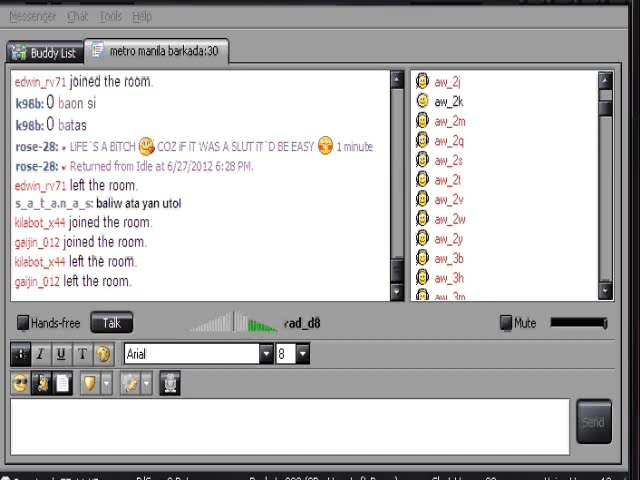 Messenger Chat Tools Help
Buddy List
metro manila barkada:30
edwin_rv71 joined the room.
k98b: 0 baon si
k98b: 0 batas
rose-28: LIFE`S A BITCH COZ iF IT WAS A SLUT IT`D BE EASY 1 minute
rose-28: Returned from Idle at 6/27/2012 6:28 PM.
edwin_rv71 left the room.
s_a_t_a.n_a_s: baliw ata yan utol
kilabot_x44 joined the room.
gaijin_012 joined the room.
kilabot_x44 left the room.
gaijin_012 left the room.
aw_2j
aw_2k
aw_2m
aw_2q
aw_2s
aw_2t
aw_2v
aw_2w
aw_2y
aw_3b
aw_3h
aw_3m
Hands-free
Talk
rad_d8
Mute
B I U T
Arial
8
Send